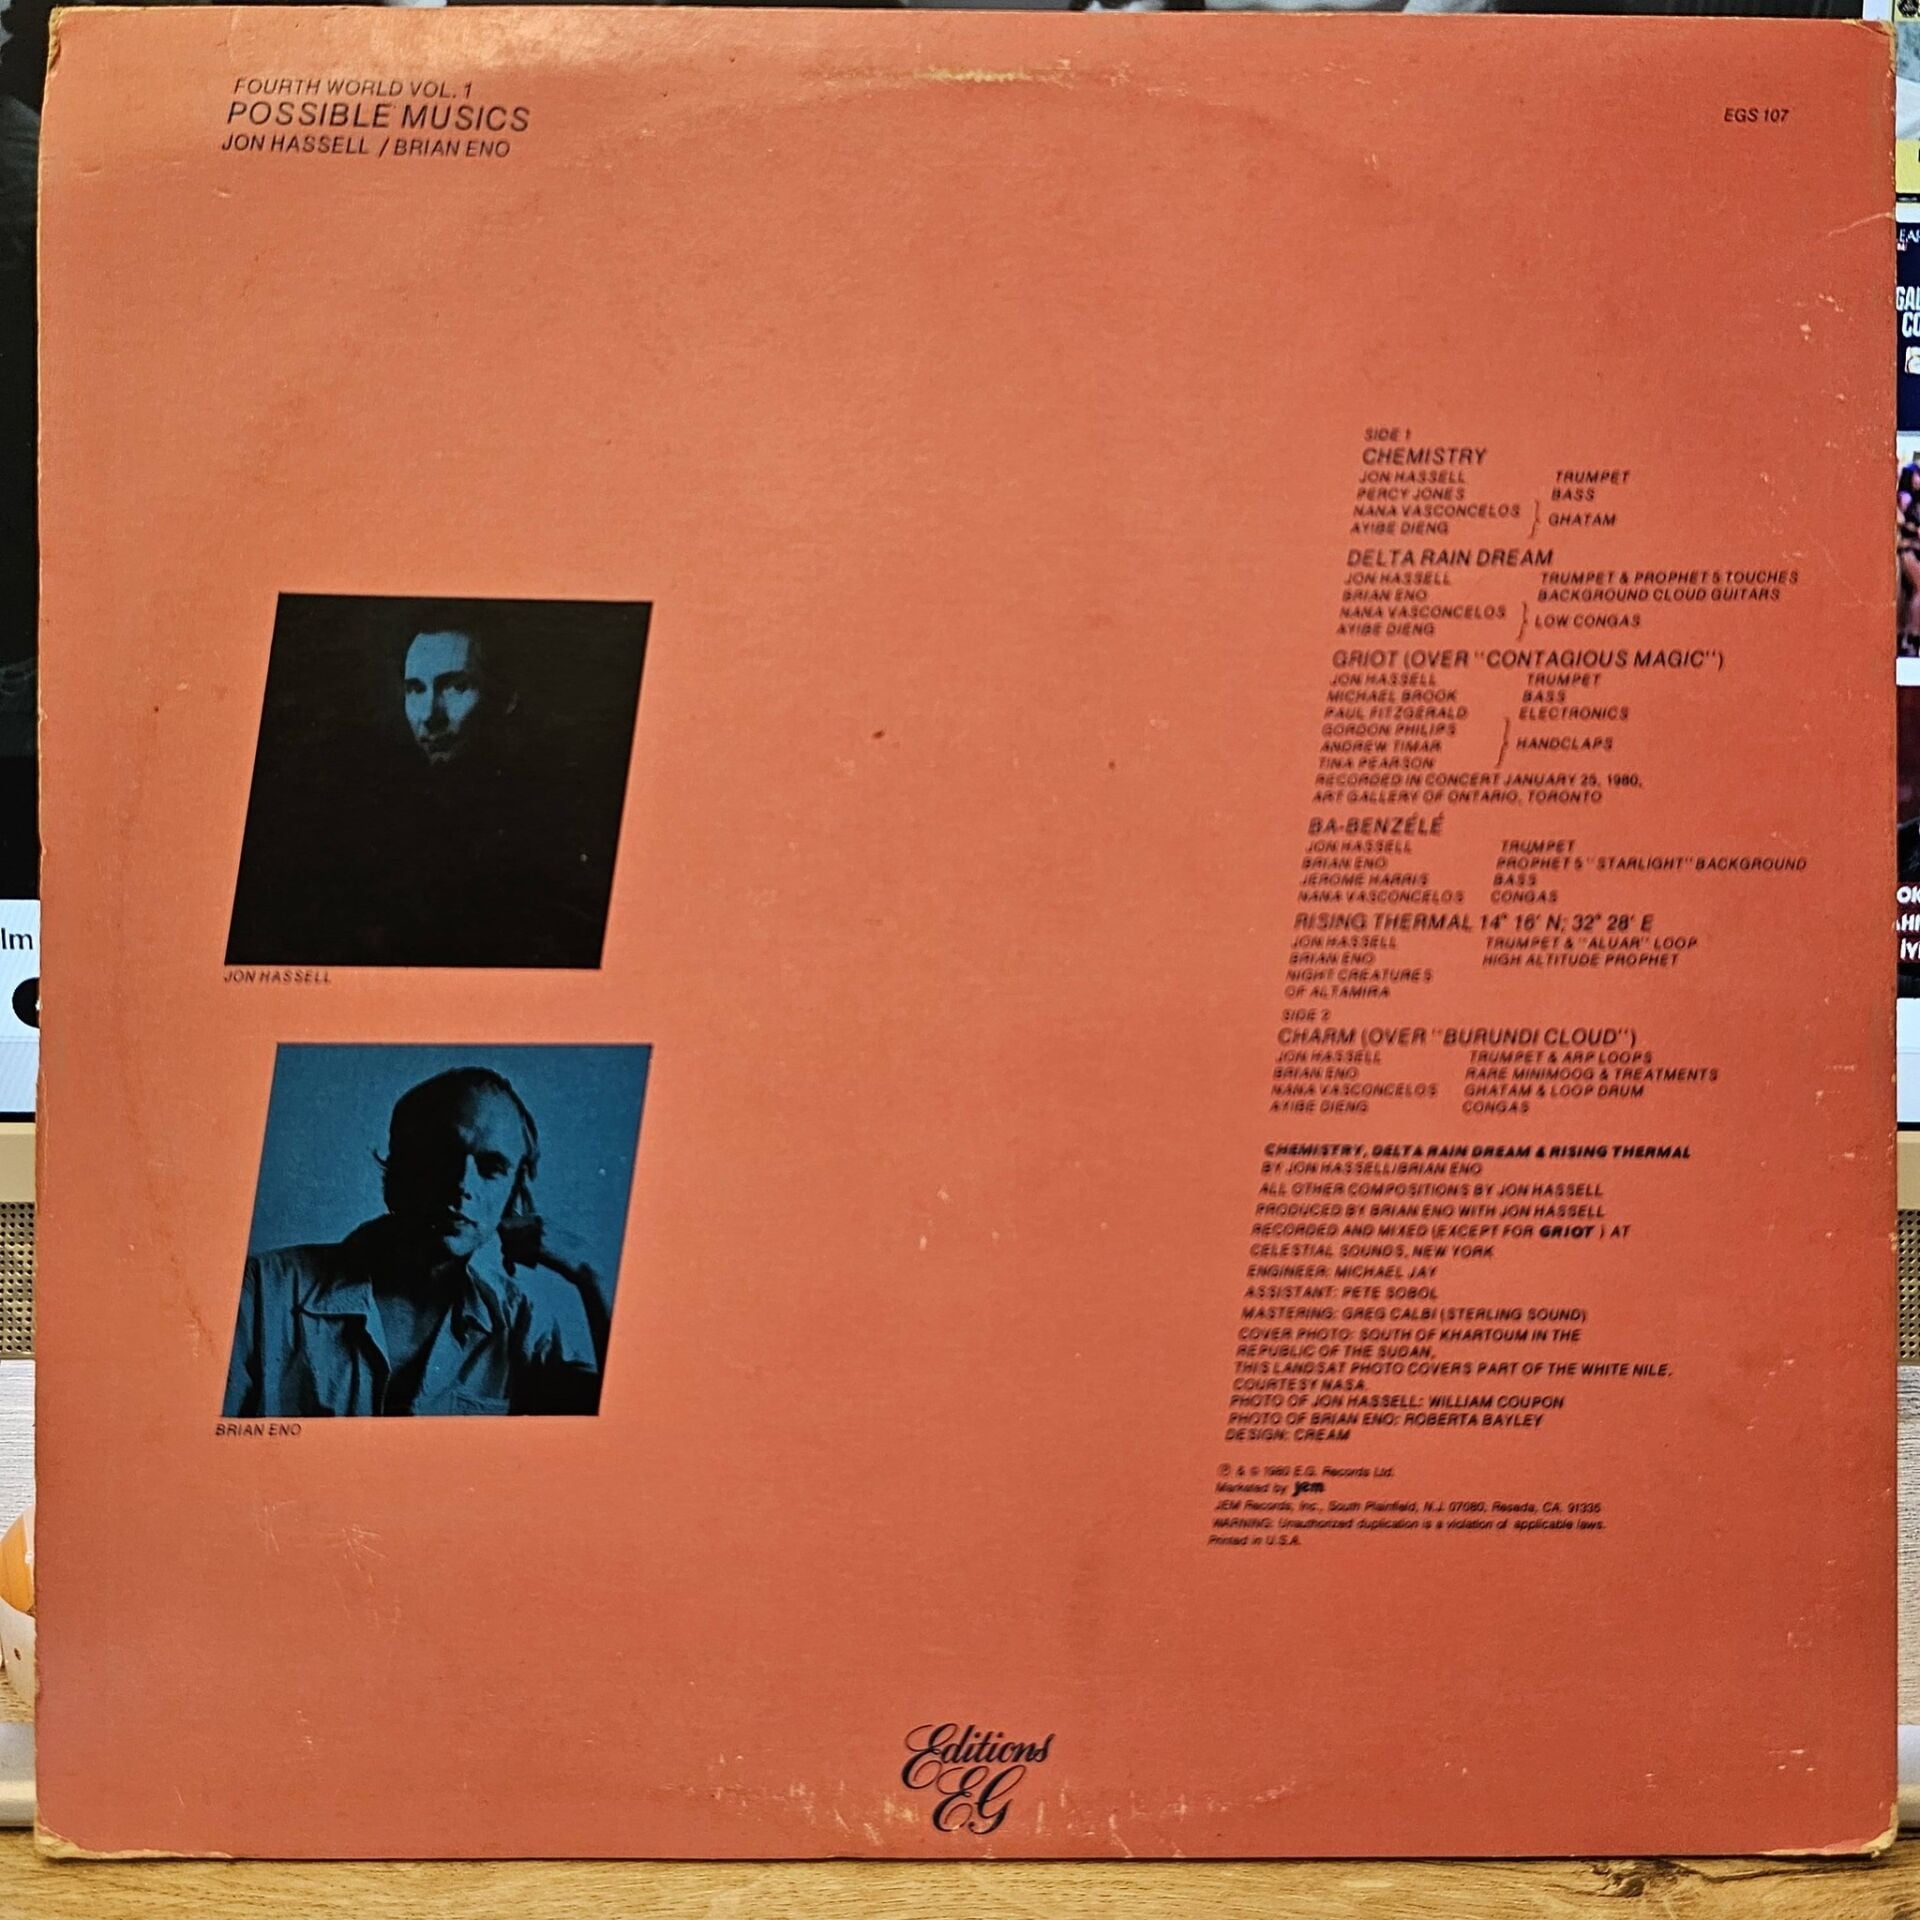 FOURTH WORLD VOL. 1
POSSIBLE MUSICS
JON HASSELL / BRIAN ENO
EGS 107
SIDE 1
CHEMISTRY
JON HASSELL TRUMPET
PERCY JONES BASS
NANA VASCONCELOS
AYIBE DIENG } GHATAM
DELTA RAIN DREAM
JON HASSELL TRUMPET & PROPHET 5 TOUCHES
BRIAN ENO BACKGROUND CLOUD GUITARS
NANA VASCONCELOS
AYIBE DIENG } LOW CONGAS
GRIOT (OVER "CONTAGIOUS MAGIC")
JON HASSELL TRUMPET
MICHAEL BROOK BASS
PAUL FITZGERALD ELECTRONICS
GORDON PHILIPS
ANDREW TIMAR } HANDCLAPS
TINA PEARSON
RECORDED IN CONCERT JANUARY 25, 1980,
ART GALLERY OF ONTARIO, TORONTO
BA-BENZÉLÉ
JON HASSELL TRUMPET
BRIAN ENO PROPHET 5 "STARLIGHT" BACKGROUND
JEROME HARRIS BASS
NANA VASCONCELOS CONGAS
RISING THERMAL 14° 16' N; 32° 28' E
JON HASSELL TRUMPET & "ALUAR" LOOP
BRIAN ENO HIGH ALTITUDE PROPHET
NIGHT CREATURES
OF ALTAMIRA
SIDE 2
CHARM (OVER "BURUNDI CLOUD")
JON HASSELL TRUMPET & ARP LOOPS
BRIAN ENO RARE MINIMOOG & TREATMENTS
NANA VASCONCELOS GHATAM & LOOP DRUM
AYIBE DIENG CONGAS
CHEMISTRY, DELTA RAIN DREAM & RISING THERMAL
BY JON HASSELL/BRIAN ENO
ALL OTHER COMPOSITIONS BY JON HASSELL
PRODUCED BY BRIAN ENO WITH JON HASSELL
RECORDED AND MIXED (EXCEPT FOR GRIOT ) AT
CELESTIAL SOUNDS, NEW YORK
ENGINEER: MICHAEL JAY
ASSISTANT: PETE SOBOL
MASTERING: GREG CALBI (STERLING SOUND)
COVER PHOTO: SOUTH OF KHARTOUM IN THE
REPUBLIC OF THE SUDAN,
THIS LANDSAT PHOTO COVERS PART OF THE WHITE NILE.
COURTESY NASA.
PHOTO OF JON HASSELL: WILLIAM COUPON
PHOTO OF BRIAN ENO: ROBERTA BAYLEY
DESIGN: CREAM
℗ & © 1980 E.G. Records Ltd.
Marketed by jem
JEM Records, Inc., South Plainfield, N.J. 07080, Reseda, CA. 91335
WARNING: Unauthorized duplication is a violation of applicable laws.
Printed in U.S.A.
JON HASSELL
BRIAN ENO
Editions
EG
lm